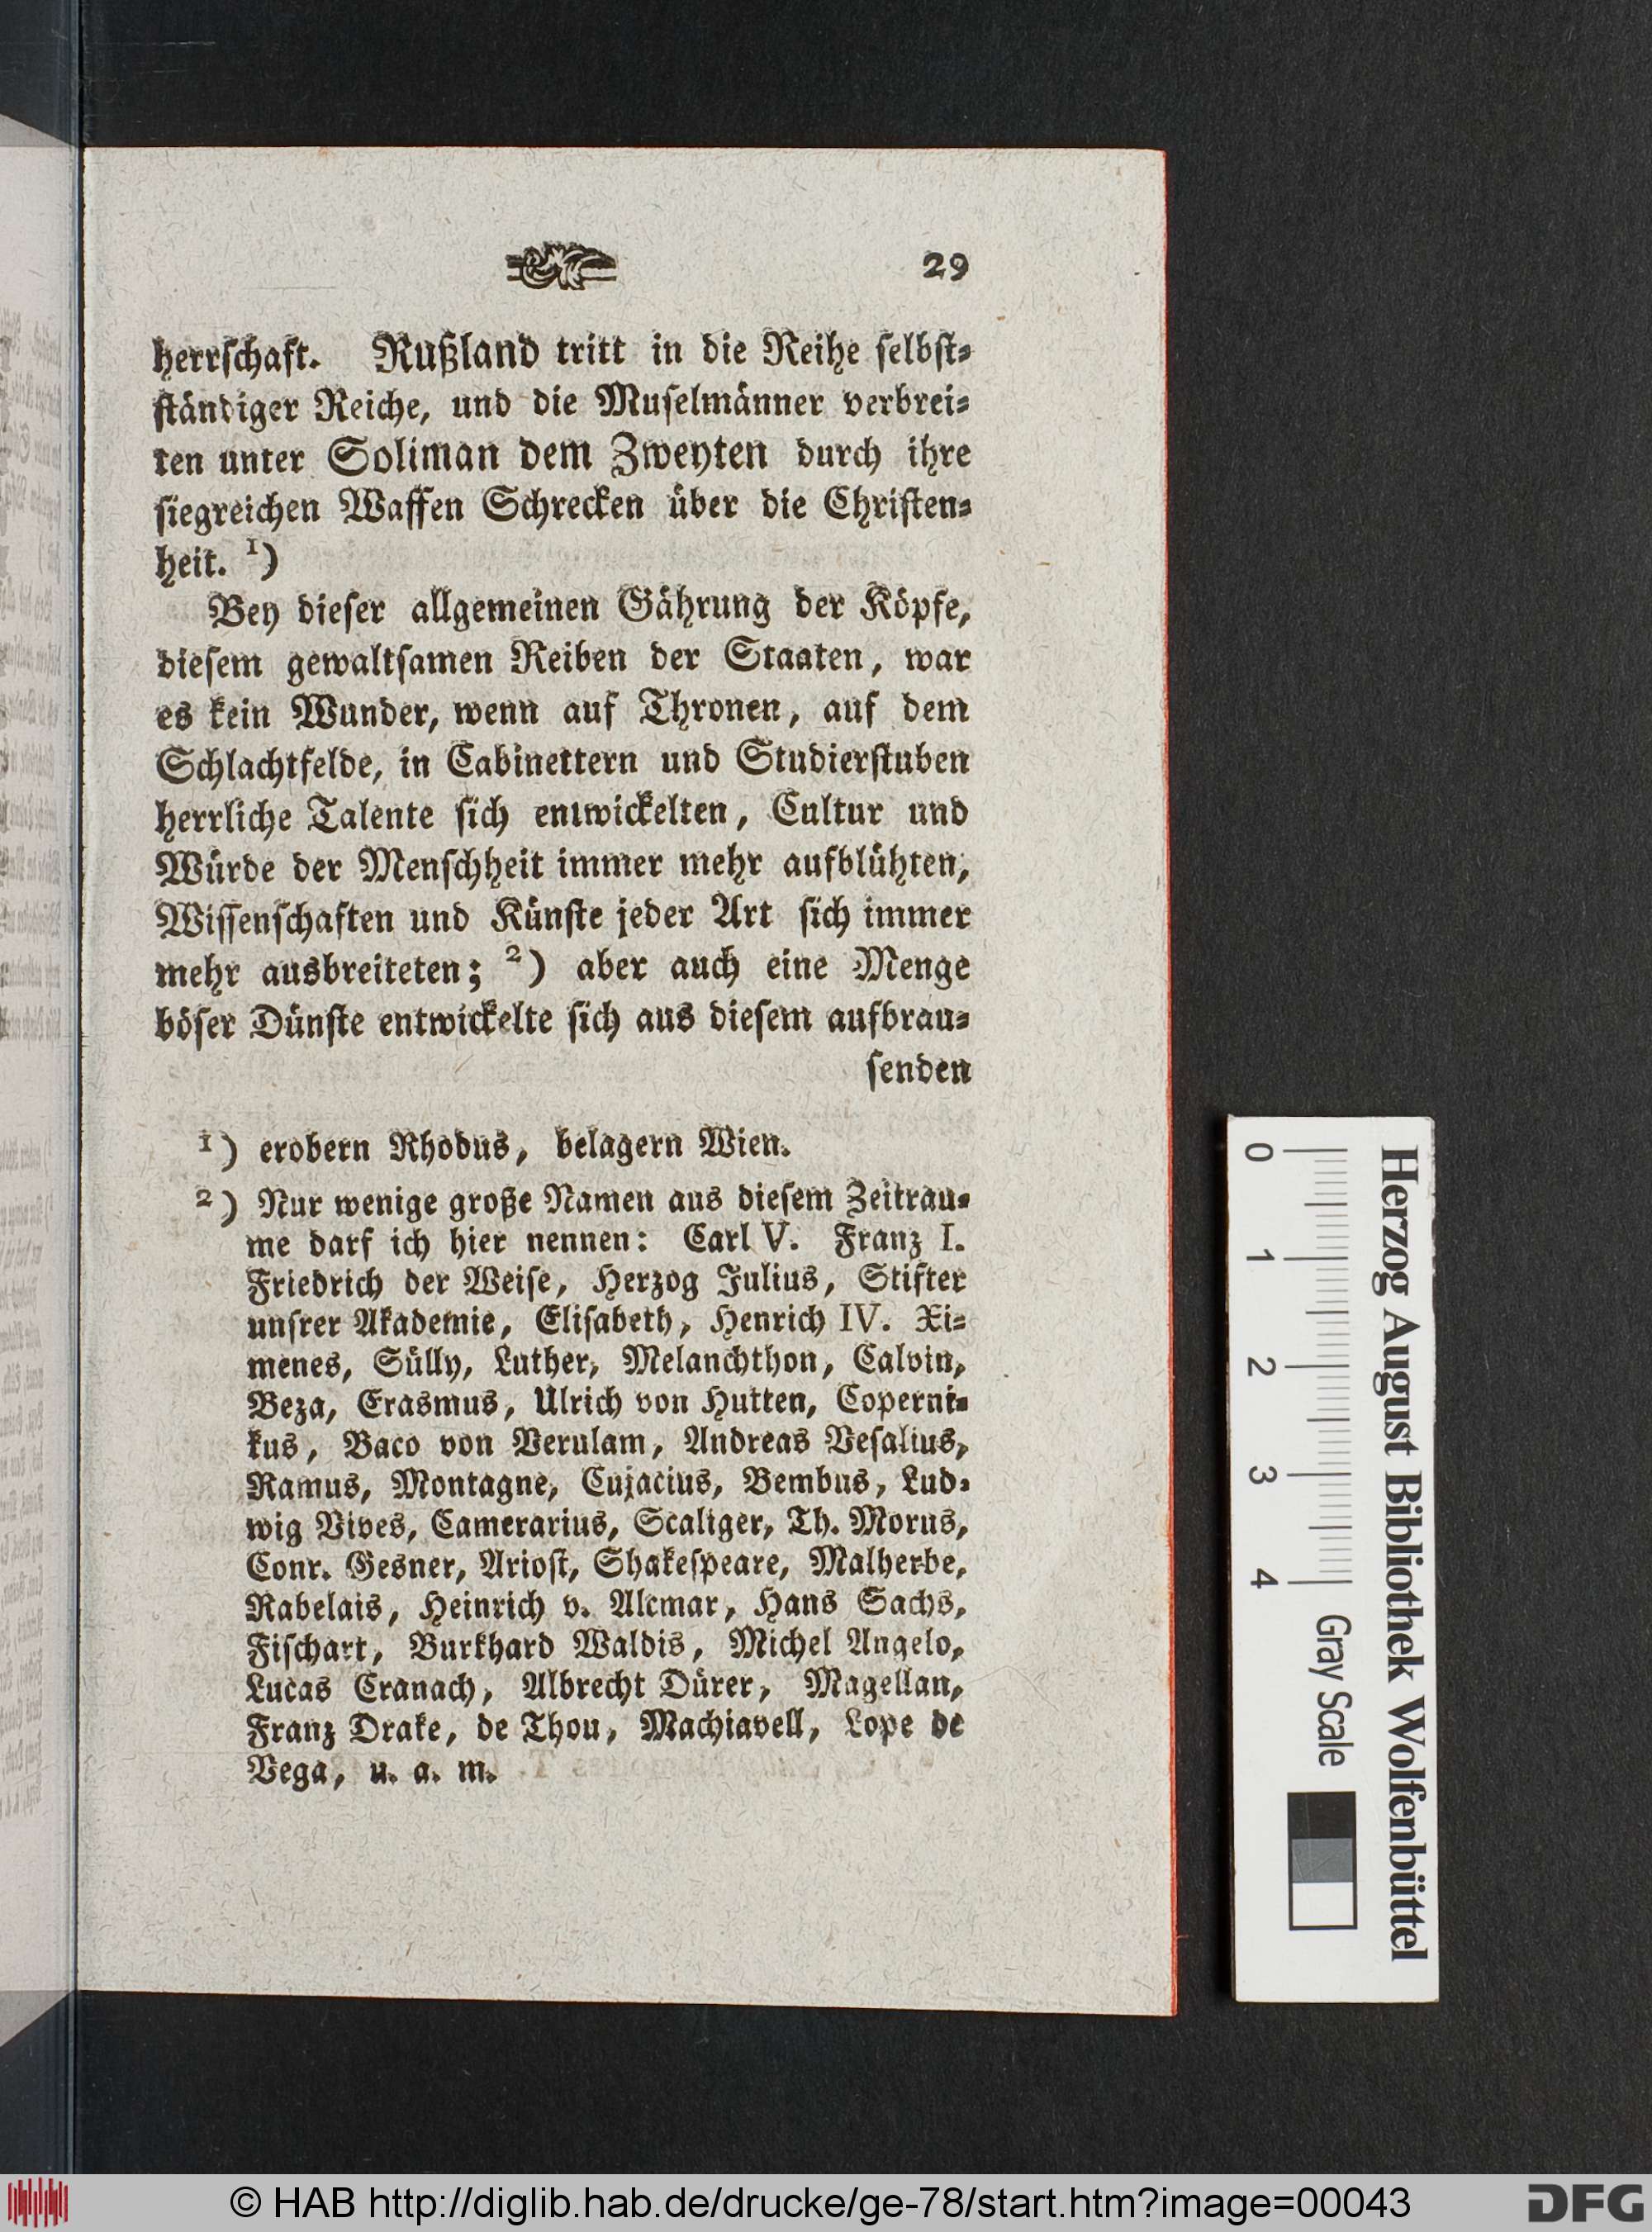 29
herrſchaft. Rußland tritt in die Reihe ſelbſt⸗
ſtändiger Reiche, und die Muſelmänner verbrei⸗
ten unter Soliman dem Zweyten durch ihre
ſiegreichen Waffen Schrecken über die Chriſten⸗
heit. 1)
Bey dieſer allgemeinen Gährung der Köpfe,
dieſem gewaltſamen Reiben der Staaten, war
es kein Wunder, wenn auf Thronen, auf dem
Schlachtfelde, in Cabinettern und Studierſtuben
herrliche Talente ſich entwickelten, Cultur und
Würde der Menſchheit immer mehr aufblühten,
Wiſſenſchaften und Künſte jeder Art ſich immer
mehr ausbreiteten; 2) aber auch eine Menge
böſer Dünſte entwickelte ſich aus dieſem aufbrau⸗
ſenden
1) erobern Rhodus, belagern Wien.
2) Nur wenige große Namen aus dieſem Zeitrau⸗
me darf ich hier nennen: Carl V. Franz I.
Friedrich der Weiſe, Herzog Julius, Stifter
unſrer Akademie, Eliſabeth, Henrich IV. Xi⸗
menes, Sülly, Luther, Melanchthon, Calvin,
Beza, Erasmus, Ulrich von Hutten, Coperni⸗
kus, Baco von Verulam, Andreas Veſalius,
Ramus, Montagne, Cujacius, Bembus, Lud⸗
wig Vives, Camerarius, Scaliger, Th. Morus,
Conr. Gesner, Arioſt, Shakeſpeare, Malherbe,
Rabelais, Heinrich v. Alcmar, Hans Sachs,
Fiſchart, Burkhard Waldis, Michel Angelo,
Lucas Cranach, Albrecht Dürer, Magellan,
Franz Drake, de Thou, Machiavell, Lope de
Vega, u. a. m.
Herzog August Bibliothek Wolfenbüttel
0 1 2 3 4 Gray Scale
© HAB http://diglib.hab.de/drucke/ge-78/start.htm?image=00043
DFG